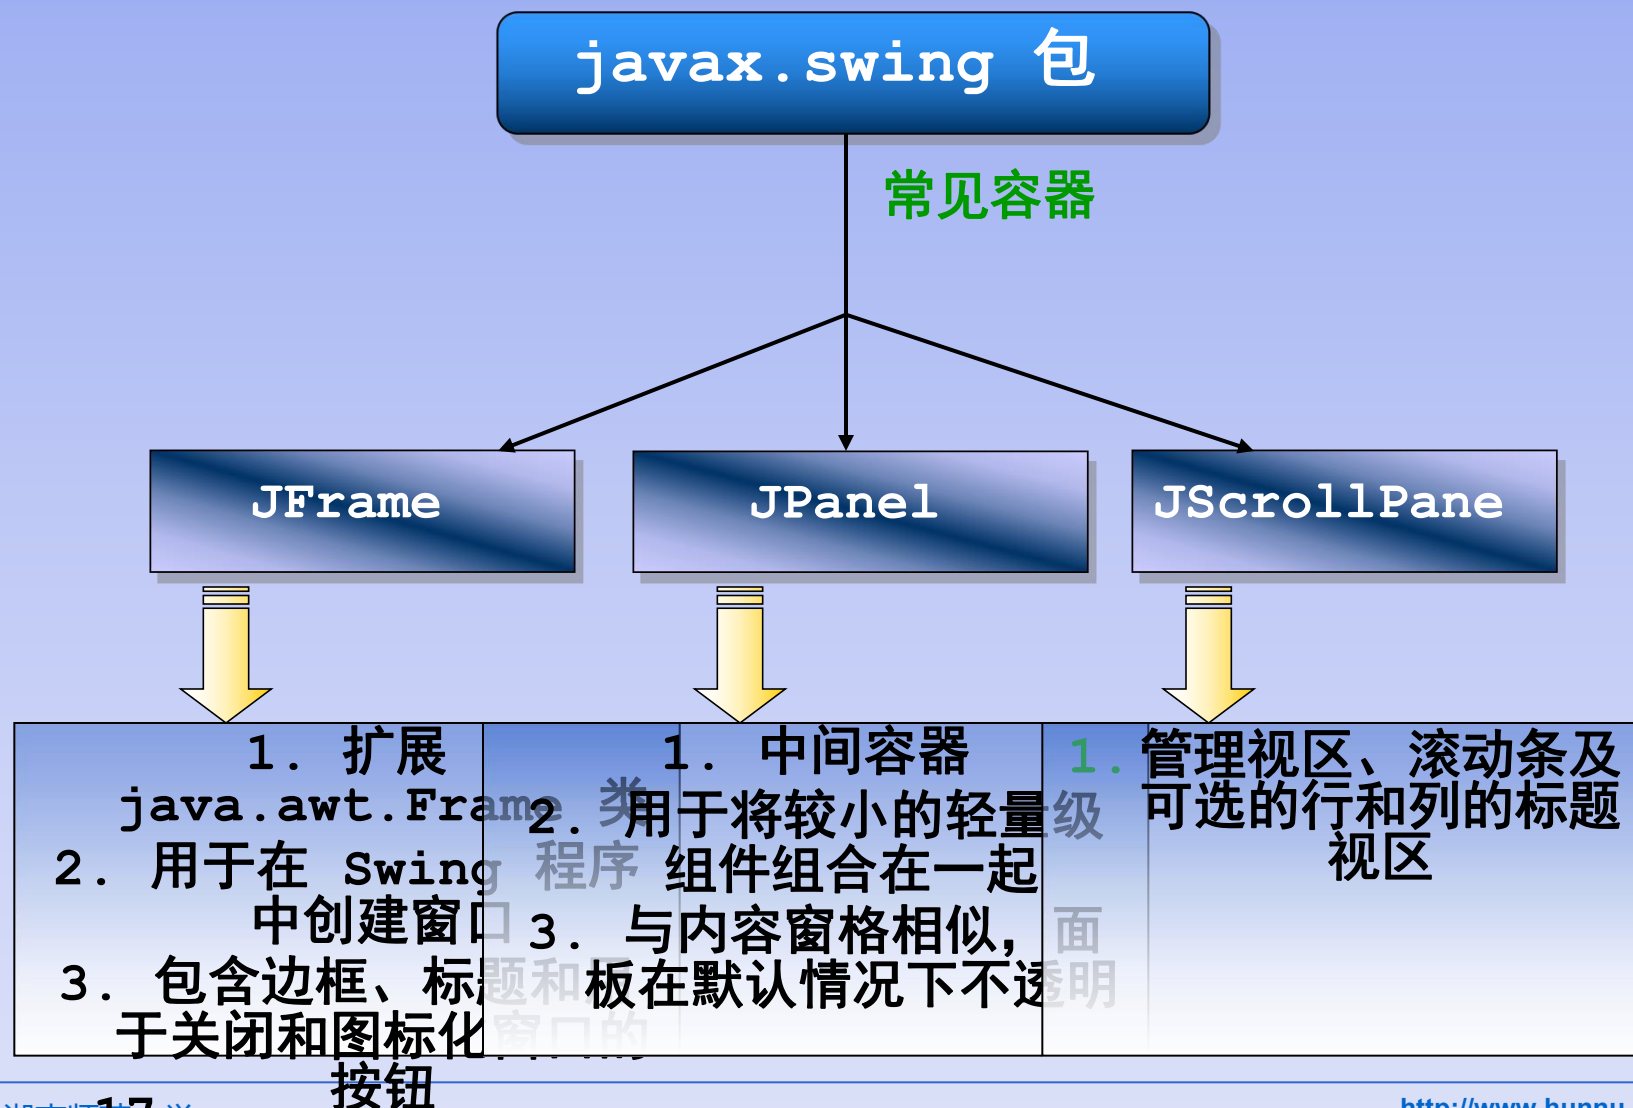 javax.swing 包
常见容器
JFrame
JPanel
JScrollPane
1. 扩展
java.awt.Frame 类
2. 用于在 Swing 程序
中创建窗口
3. 包含边框、标题和用
于关闭和图标化窗口的
按钮
1. 中间容器
2. 用于将较小的轻量级
组件组合在一起
3. 与内容窗格相似，面
板在默认情况下不透明
1. 管理视区、滚动条及
可选的行和列的标题
视区
17
http://www.hunnu.